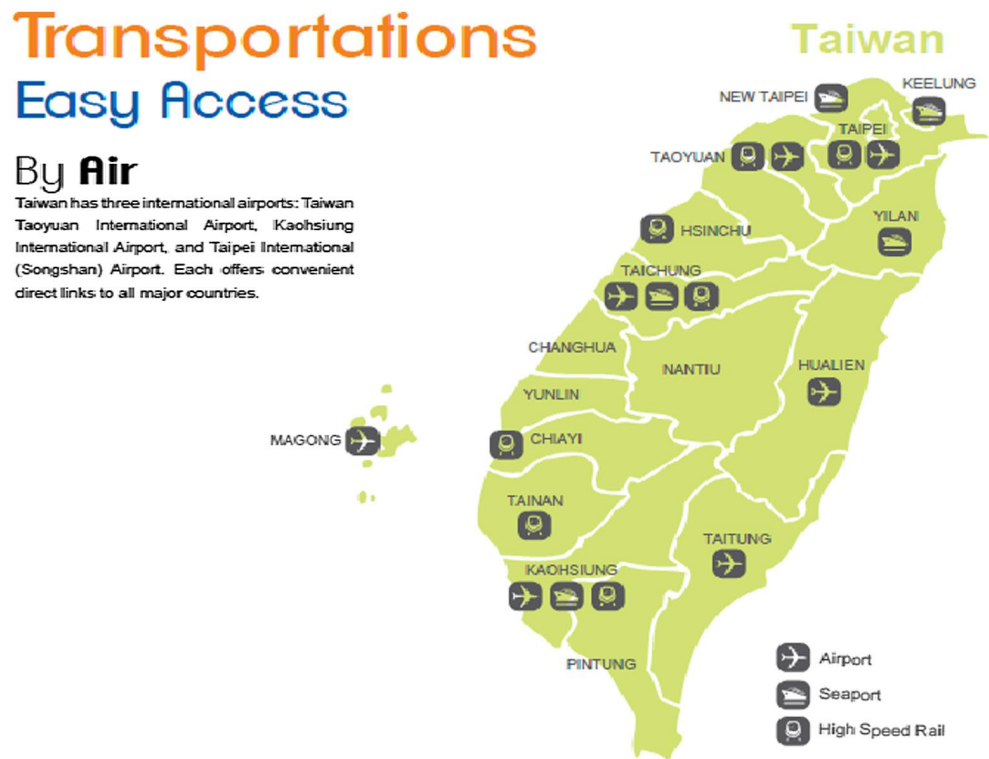 Transportations
Easy Access
By Air
Taiwan has three international airports: Taiwan
Taoyuan International Airport, Kaohsiung
International Airport, and Taipei International
(Songshan) Airport. Each offers convenient
direct links to all major countries.
Taiwan
KEELUNG
NEW TAIPEI
TAIPEI
TAOYUAN
YILAN
HSINCHU
TAICHUNG
CHANGHUA
NANTIU
HUALIEN
YUNLIN
MAGONG
CHIAYI
TAINAN
TAITUNG
KAOHSIUNG
PINTUNG
Airport
Seaport
High Speed Rail